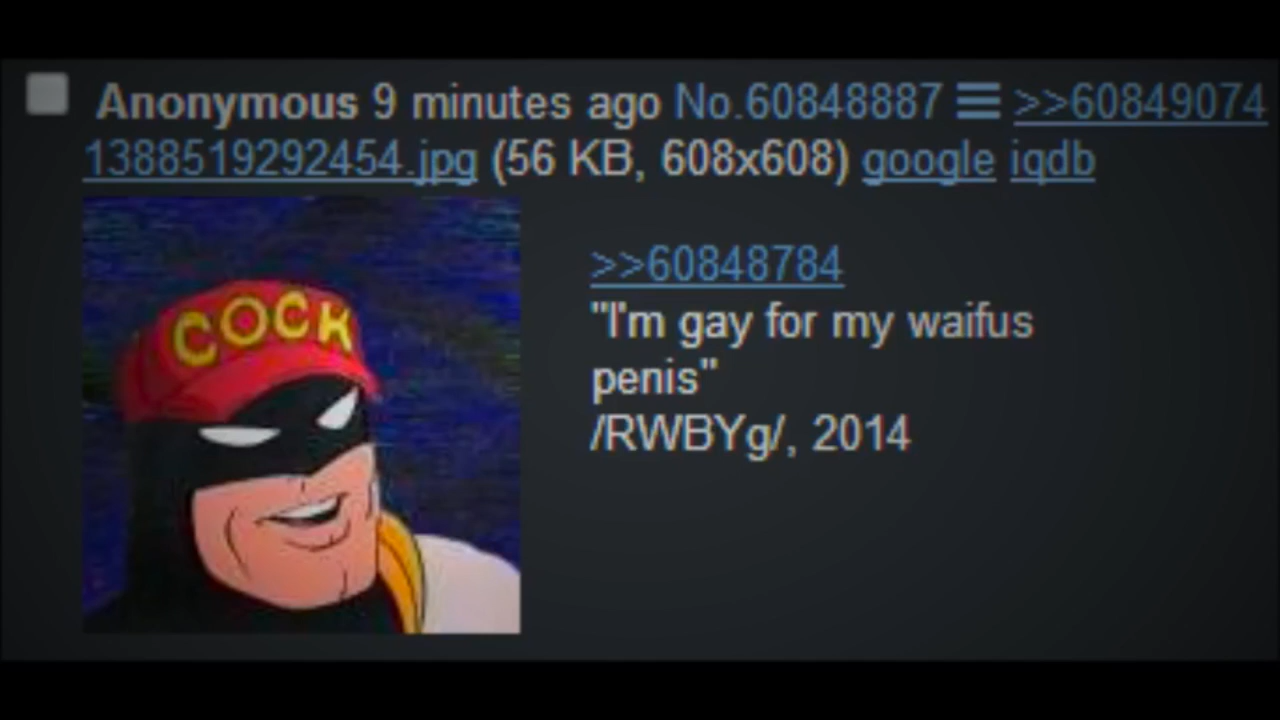 Anonymous 9 minutes ago No.60848887 ☰ >>60849074
1388519292454.jpg (56 KB, 608x608) google iqdb
COCK
>>60848784
"I'm gay for my waifus
penis"
/RWBYg/, 2014